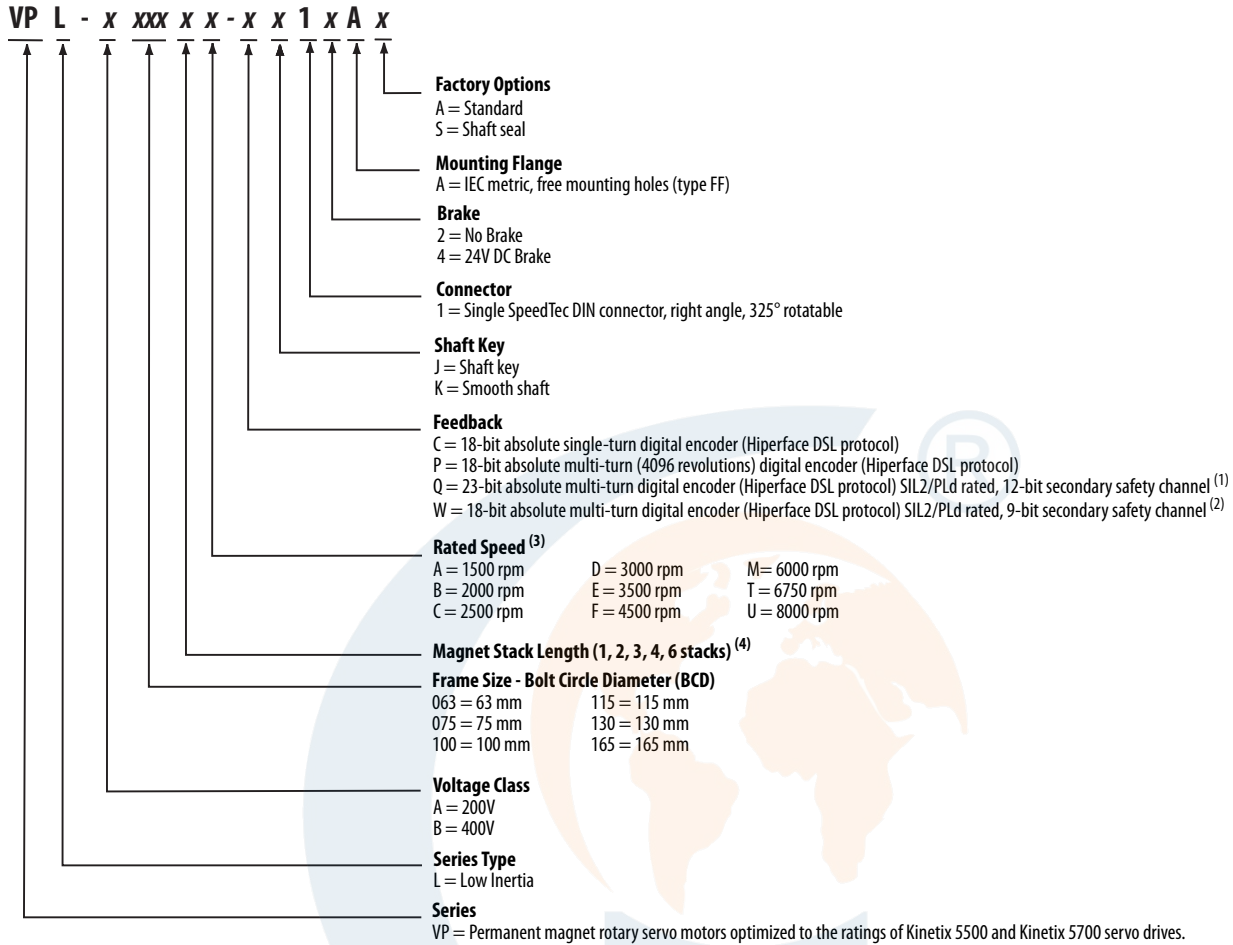 VP L - x xxx x x - x x 1 x A x
Factory Options
A = Standard
S = Shaft seal
Mounting Flange
A = IEC metric, free mounting holes (type FF)
Brake
2 = No Brake
4 = 24V DC Brake
Connector
1 = Single SpeedTec DIN connector, right angle, 325° rotatable
Shaft Key
J = Shaft key
K = Smooth shaft
Feedback
C = 18-bit absolute single-turn digital encoder (Hiperface DSL protocol)
P = 18-bit absolute multi-turn (4096 revolutions) digital encoder (Hiperface DSL protocol)
Q = 23-bit absolute multi-turn digital encoder (Hiperface DSL protocol) SIL2/PLd rated, 12-bit secondary safety channel (1)
W = 18-bit absolute multi-turn digital encoder (Hiperface DSL protocol) SIL2/PLd rated, 9-bit secondary safety channel (2)
Rated Speed (3)
A = 1500 rpm D = 3000 rpm M= 6000 rpm
B = 2000 rpm E = 3500 rpm T = 6750 rpm
C = 2500 rpm F = 4500 rpm U = 8000 rpm
Magnet Stack Length (1, 2, 3, 4, 6 stacks) (4)
Frame Size - Bolt Circle Diameter (BCD)
063 = 63 mm 115 = 115 mm
075 = 75 mm 130 = 130 mm
100 = 100 mm 165 = 165 mm
Voltage Class
A = 200V
B = 400V
Series Type
L = Low Inertia
Series
VP = Permanent magnet rotary servo motors optimized to the ratings of Kinetix 5500 and Kinetix 5700 servo drives.
®